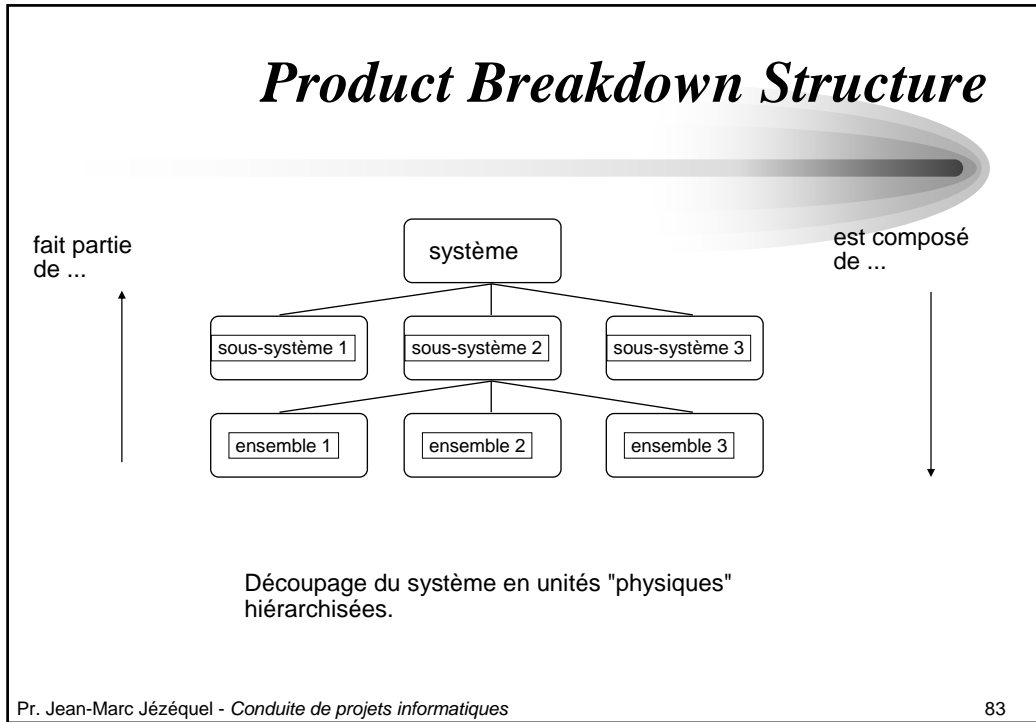 Product Breakdown Structure
fait partie
de ...
système
est composé
de ...
sous-système 1
sous-système 2
sous-système 3
ensemble 1
ensemble 2
ensemble 3
Découpage du système en unités "physiques"
hiérarchisées.
Pr. Jean-Marc Jézéquel - Conduite de projets informatiques
83